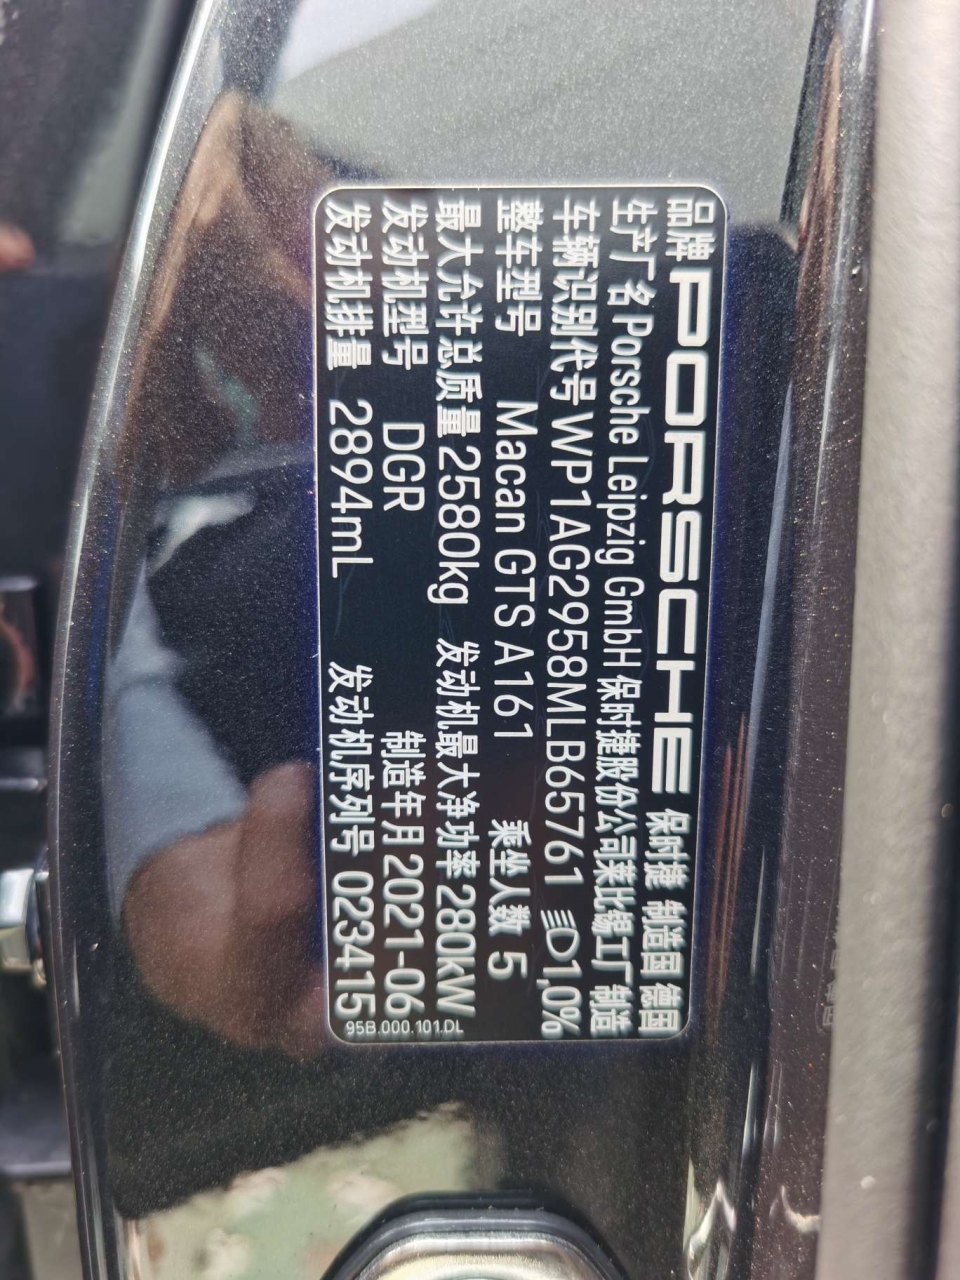 品牌 PORSCHE 保时捷 制造国 德国
生产厂名 Porsche Leipzig GmbH 保时捷股份公司莱比锡工厂 制造
车辆识别代号 WP1AG2958MLB65761 1,0%
整车型号 Macan GTS A161 乘坐人数 5
最大允许总质量 2580kg 发动机最大净功率 280kW
发动机型号 DGR 制造年月 2021-06
发动机排量 2894mL 发动机序列号 023415
95B.000.101.DL